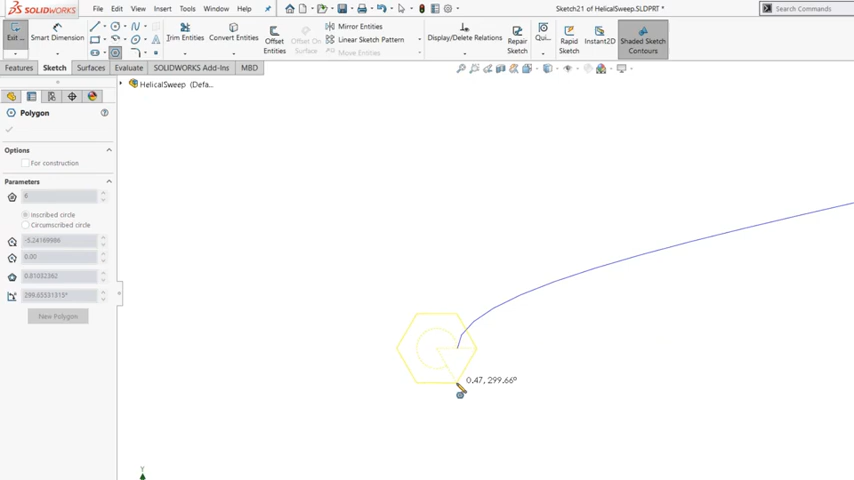 SOLIDWORKS File Edit View Insert Tools Window Help Sketch21 of HelicalSweep.SLDPRT * Search Commands
Exit ... Smart Dimension Trim Entities Convert Entities Offset Entities Offset On Surface Mirror Entities Linear Sketch Pattern Move Entities Display/Delete Relations Repair Sketch Qui... Rapid Sketch Instant2D Shaded Sketch Contours
Features Sketch Surfaces Evaluate SOLIDWORKS Add-Ins MBD
HelicalSweep (Defa...
Polygon
Options
For construction
Parameters
6
Inscribed circle
Circumscribed circle
-5.24169986
0.00
0.81052362
299.65531315°
New Polygon
0.47, 299.66°
Y